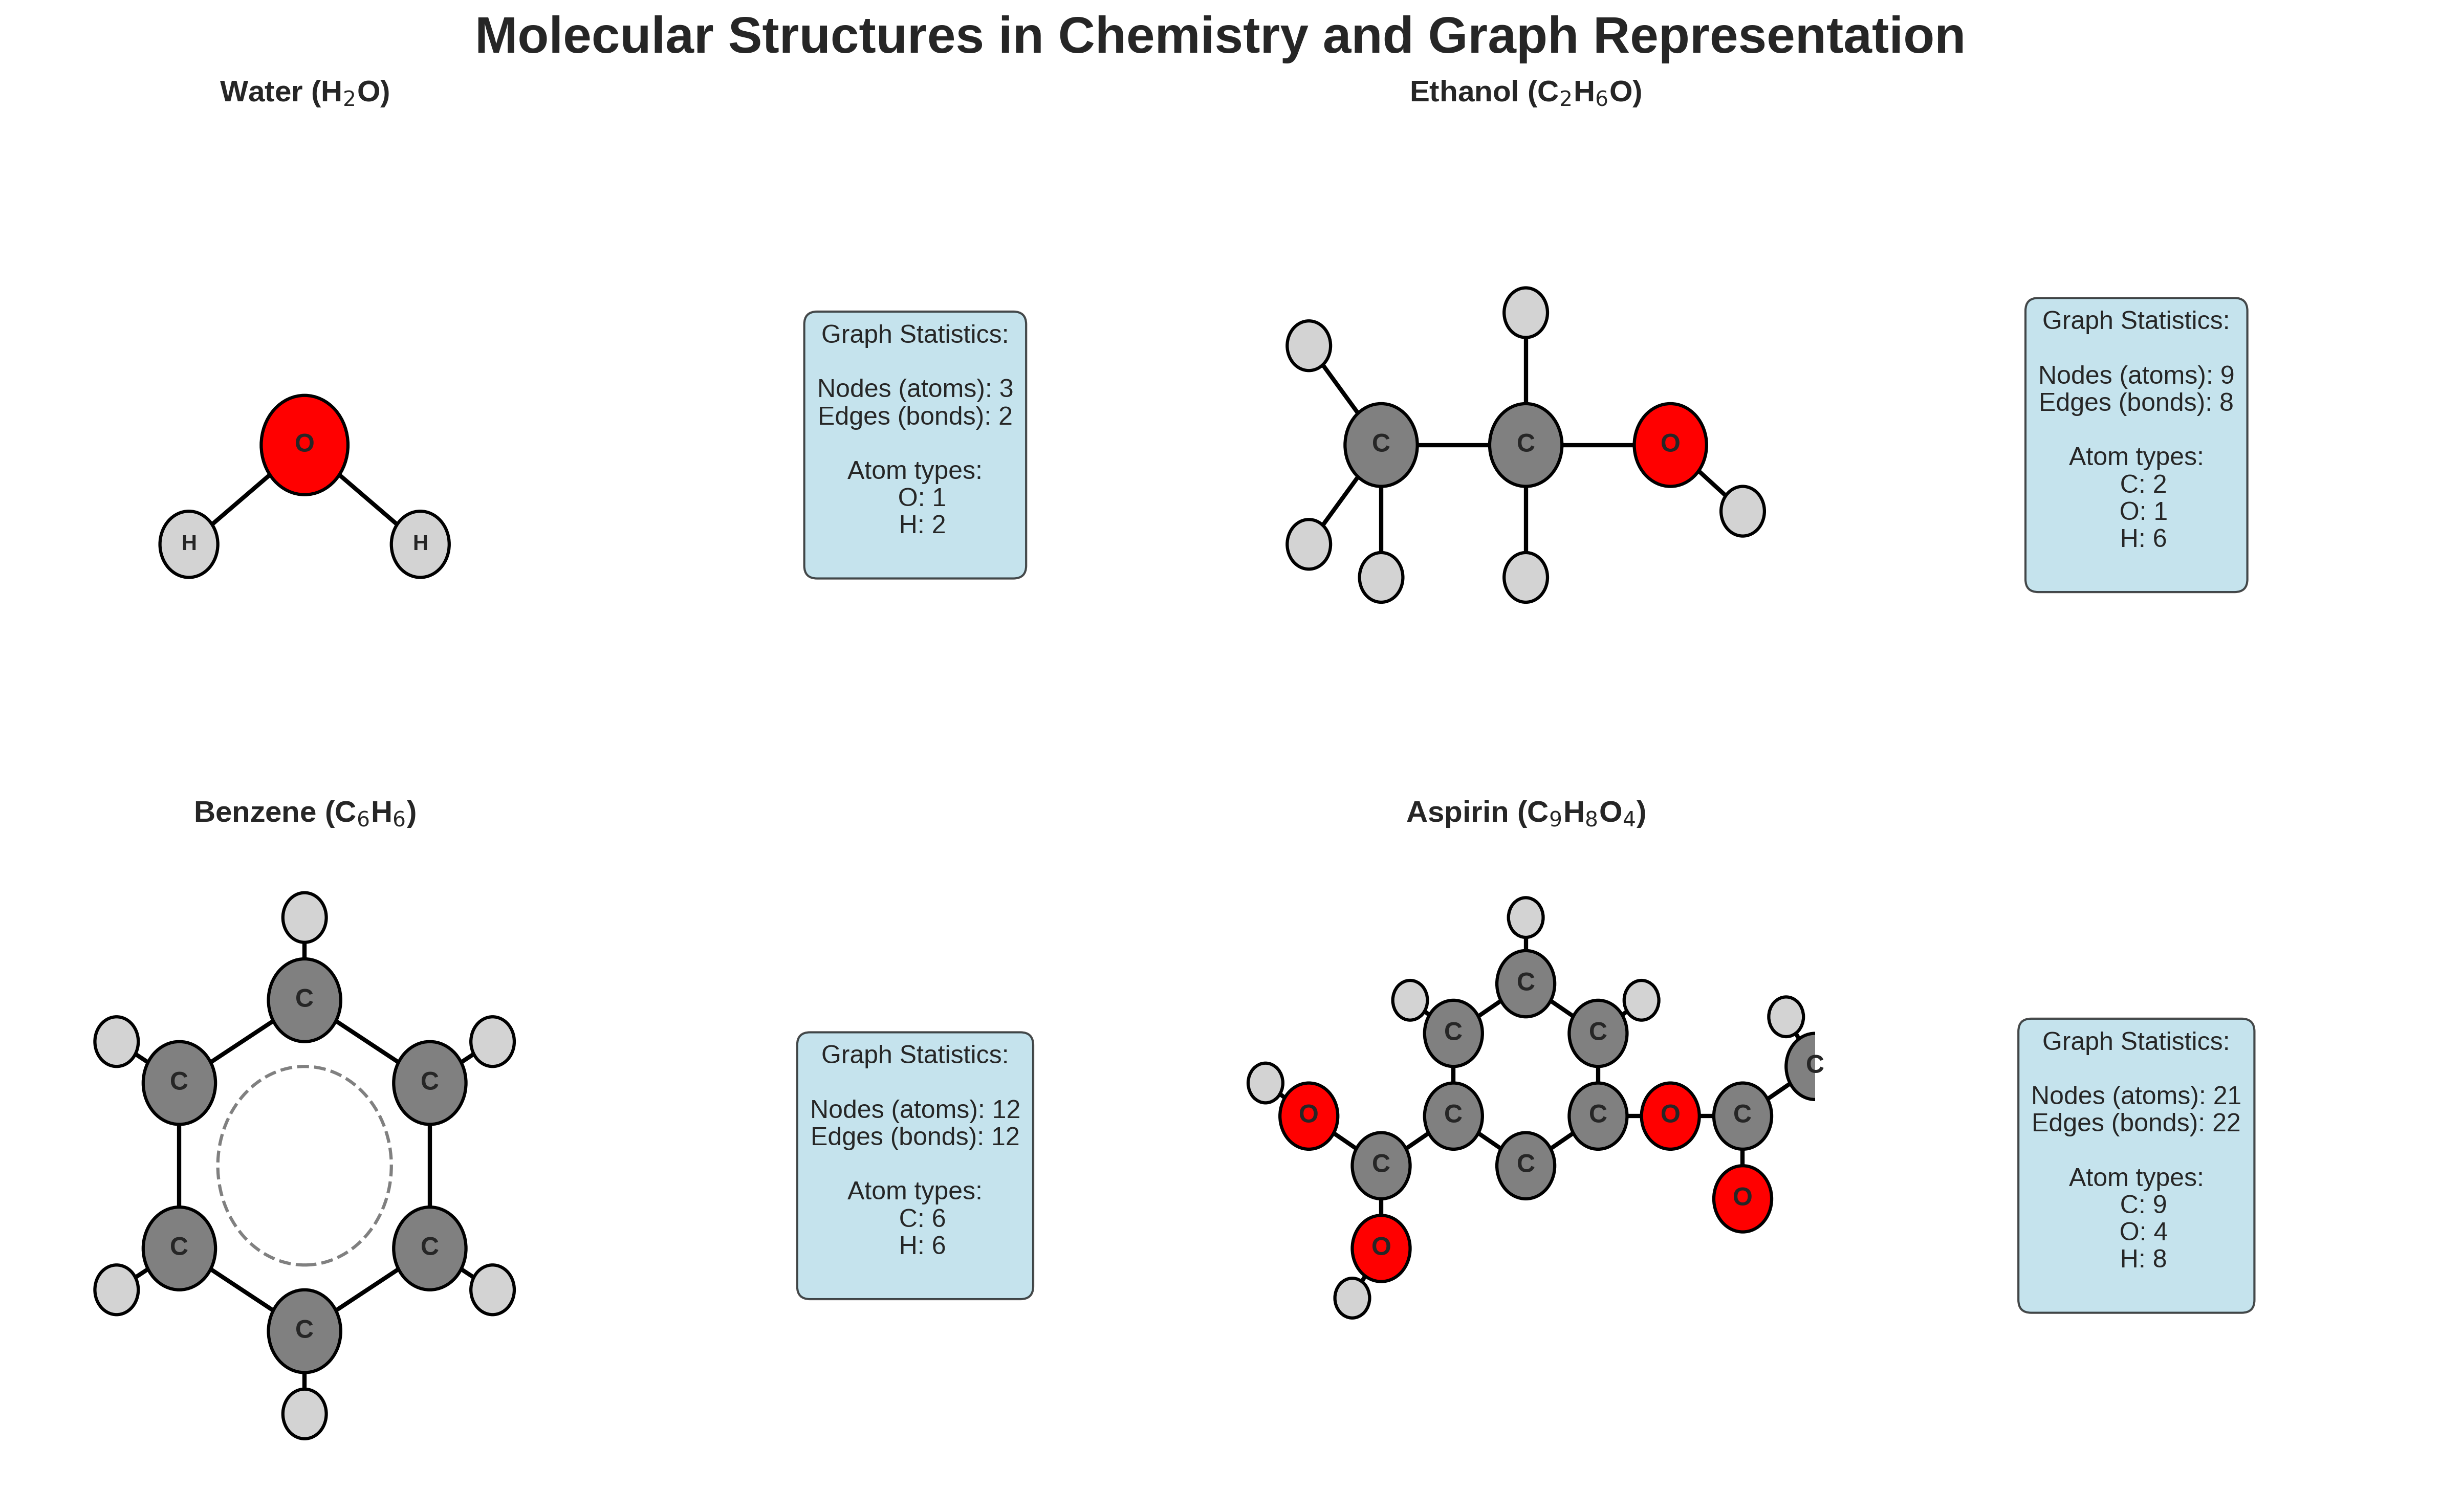 Molecular Structures in Chemistry and Graph Representation
Water (H₂O)
O
H H
Graph Statistics:
Nodes (atoms): 3
Edges (bonds): 2
Atom types:
O: 1
H: 2
Ethanol (C₂H₆O)
C C O
Graph Statistics:
Nodes (atoms): 9
Edges (bonds): 8
Atom types:
C: 2
O: 1
H: 6
Benzene (C₆H₆)
C
C C
C C
C
Graph Statistics:
Nodes (atoms): 12
Edges (bonds): 12
Atom types:
C: 6
H: 6
Aspirin (C₉H₈O₄)
C
C C
C
O C C O C
C C
O
O
Graph Statistics:
Nodes (atoms): 21
Edges (bonds): 22
Atom types:
C: 9
O: 4
H: 8